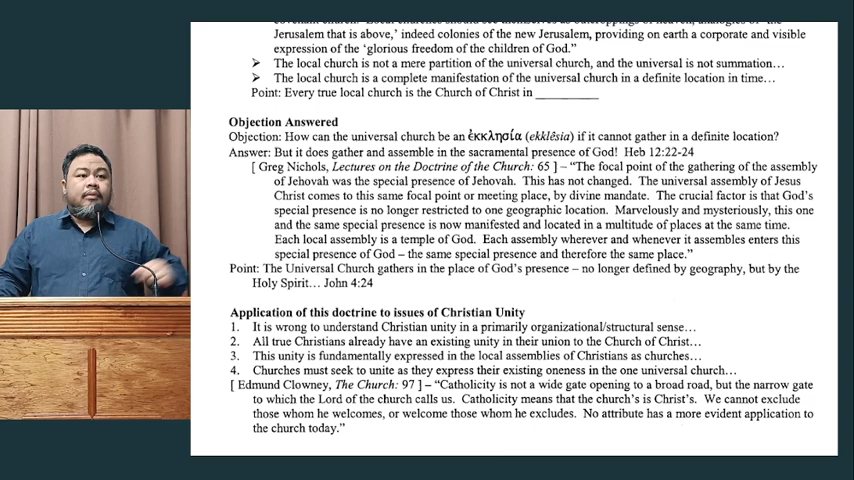 Jerusalem that is above,' indeed colonies of the new Jerusalem, providing on earth a corporate and visible
expression of the 'glorious freedom of the children of God."
➢ The local church is not a mere partition of the universal church, and the universal is not summation…
➢ The local church is a complete manifestation of the universal church in a definite location in time…
Point: Every true local church is the Church of Christ in __________
Objection Answered
Objection: How can the universal church be an ἐκκλησία (ekklêsia) if it cannot gather in a definite location?
Answer: But it does gather and assemble in the sacramental presence of God! Heb 12:22-24
[ Greg Nichols, Lectures on the Doctrine of the Church: 65 ] – "The focal point of the gathering of the assembly
of Jehovah was the special presence of Jehovah. This has not changed. The universal assembly of Jesus
Christ comes to this same focal point or meeting place, by divine mandate. The crucial factor is that God's
special presence is no longer restricted to one geographic location. Marvelously and mysteriously, this one
and the same special presence is now manifested and located in a multitude of places at the same time.
Each local assembly is a temple of God. Each assembly wherever and whenever it assembles enters this
special presence of God – the same special presence and therefore the same place."
Point: The Universal Church gathers in the place of God's presence – no longer defined by geography, but by the
Holy Spirit… John 4:24
Application of this doctrine to issues of Christian Unity
1. It is wrong to understand Christian unity in a primarily organizational/structural sense…
2. All true Christians already have an existing unity in their union to the Church of Christ…
3. This unity is fundamentally expressed in the local assemblies of Christians as churches…
4. Churches must seek to unite as they express their existing oneness in the one universal church…
[ Edmund Clowney, The Church: 97 ] – "Catholicity is not a wide gate opening to a broad road, but the narrow gate
to which the Lord of the church calls us. Catholicity means that the church's is Christ's. We cannot exclude
those whom he welcomes, or welcome those whom he excludes. No attribute has a more evident application to
the church today."